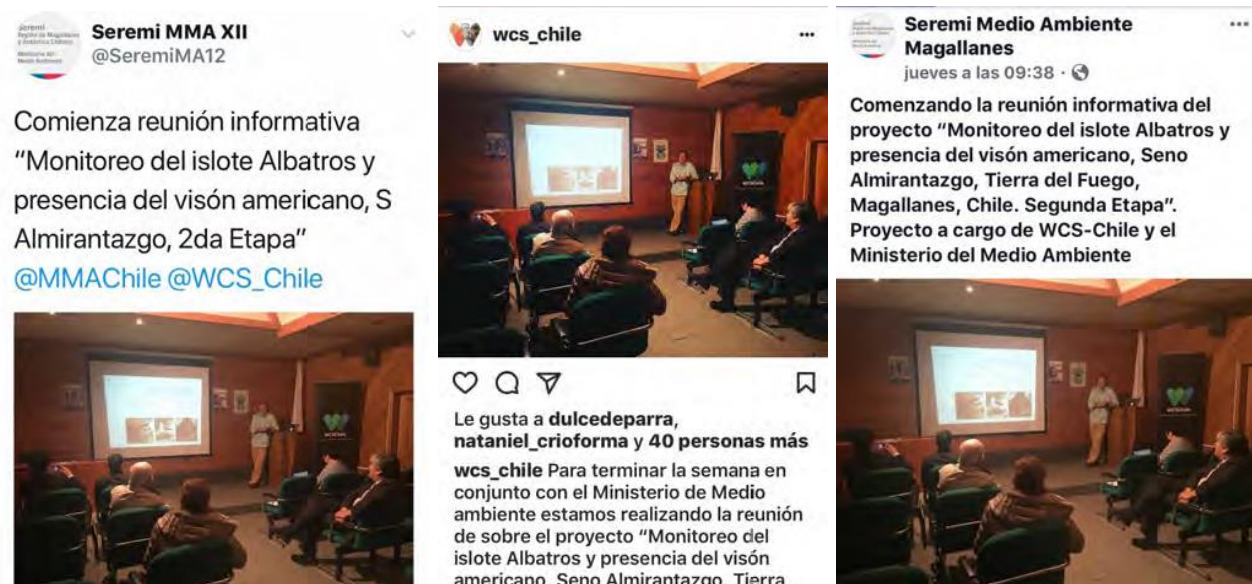 Seremi MMA XII
@SeremiMA12
Comienza reunión informativa
“Monitoreo del islote Albatros y
presencia del visón americano, S
Almirantazgo, 2da Etapa”
@MMAChile @WCS_Chile
wcs_chile
Le gusta a dulcedeparra,
nataniel_crioforma y 40 personas más
wcs_chile Para terminar la semana en
conjunto con el Ministerio de Medio
ambiente estamos realizando la reunión
de sobre el proyecto “Monitoreo del
islote Albatros y presencia del visón
americano, Seno Almirantazgo, Tierra
Seremi Medio Ambiente
Magallanes
jueves a las 09:38 ·
Comenzando la reunión informativa del
proyecto “Monitoreo del islote Albatros y
presencia del visón americano, Seno
Almirantazgo, Tierra del Fuego,
Magallanes, Chile. Segunda Etapa”.
Proyecto a cargo de WCS-Chile y el
Ministerio del Medio Ambiente